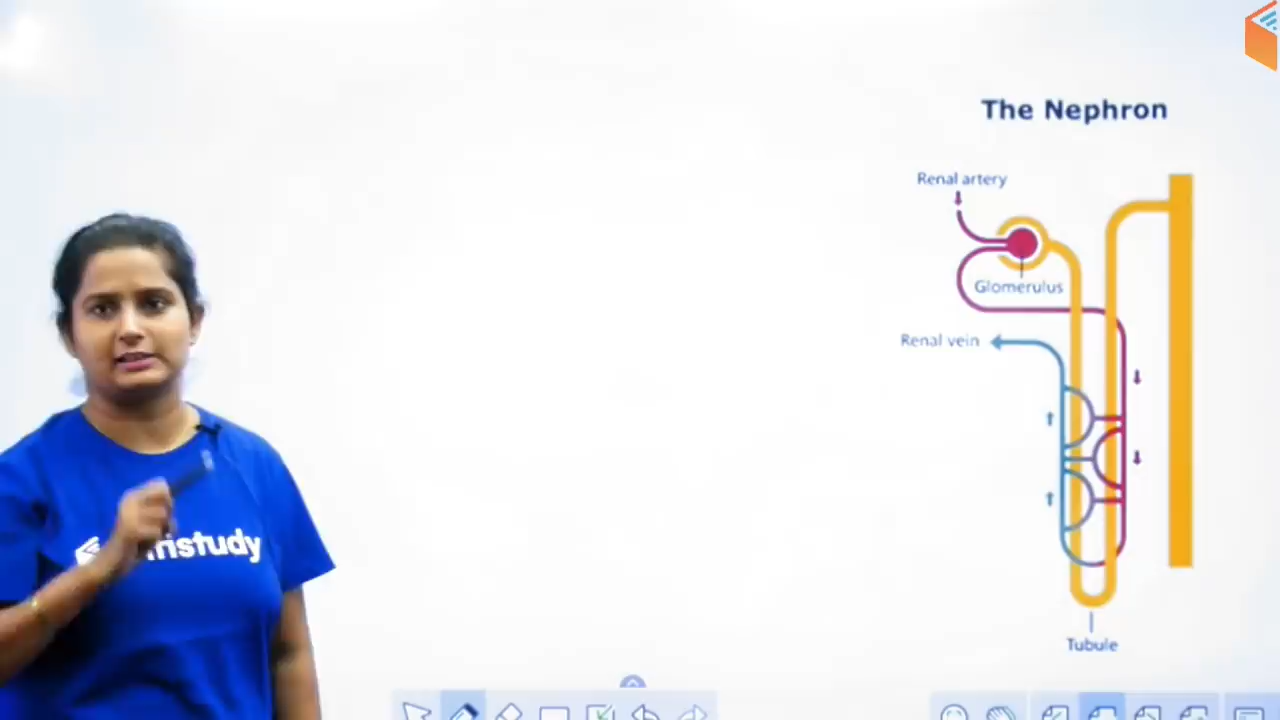 The Nephron
Renal artery
Glomerulus
Renal vein
Tubule